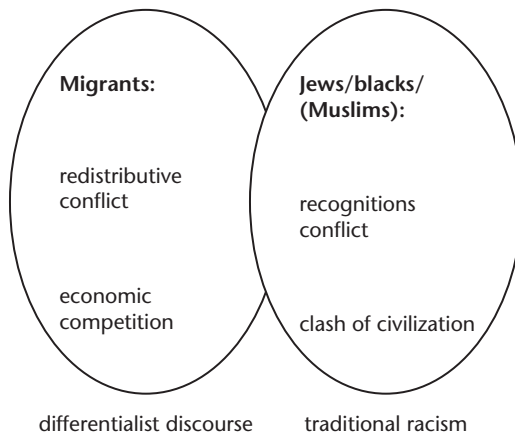 Migrants:
redistributive
conflict
economic
competition
Jews/blacks/
(Muslims):
recognitions
conflict
clash of civilization
differentialist discourse
traditional racism